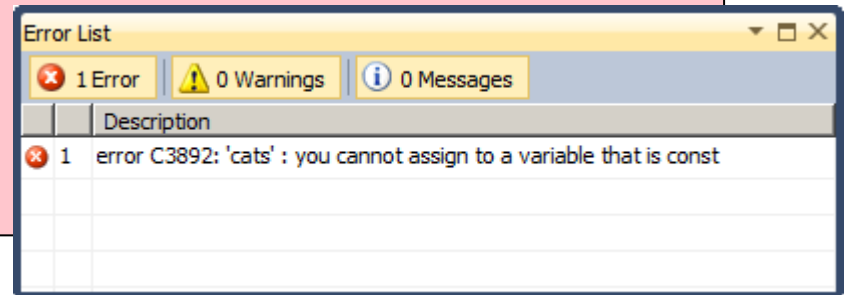 Error List
1 Error 0 Warnings 0 Messages
Description
1 error C3892: 'cats' : you cannot assign to a variable that is const